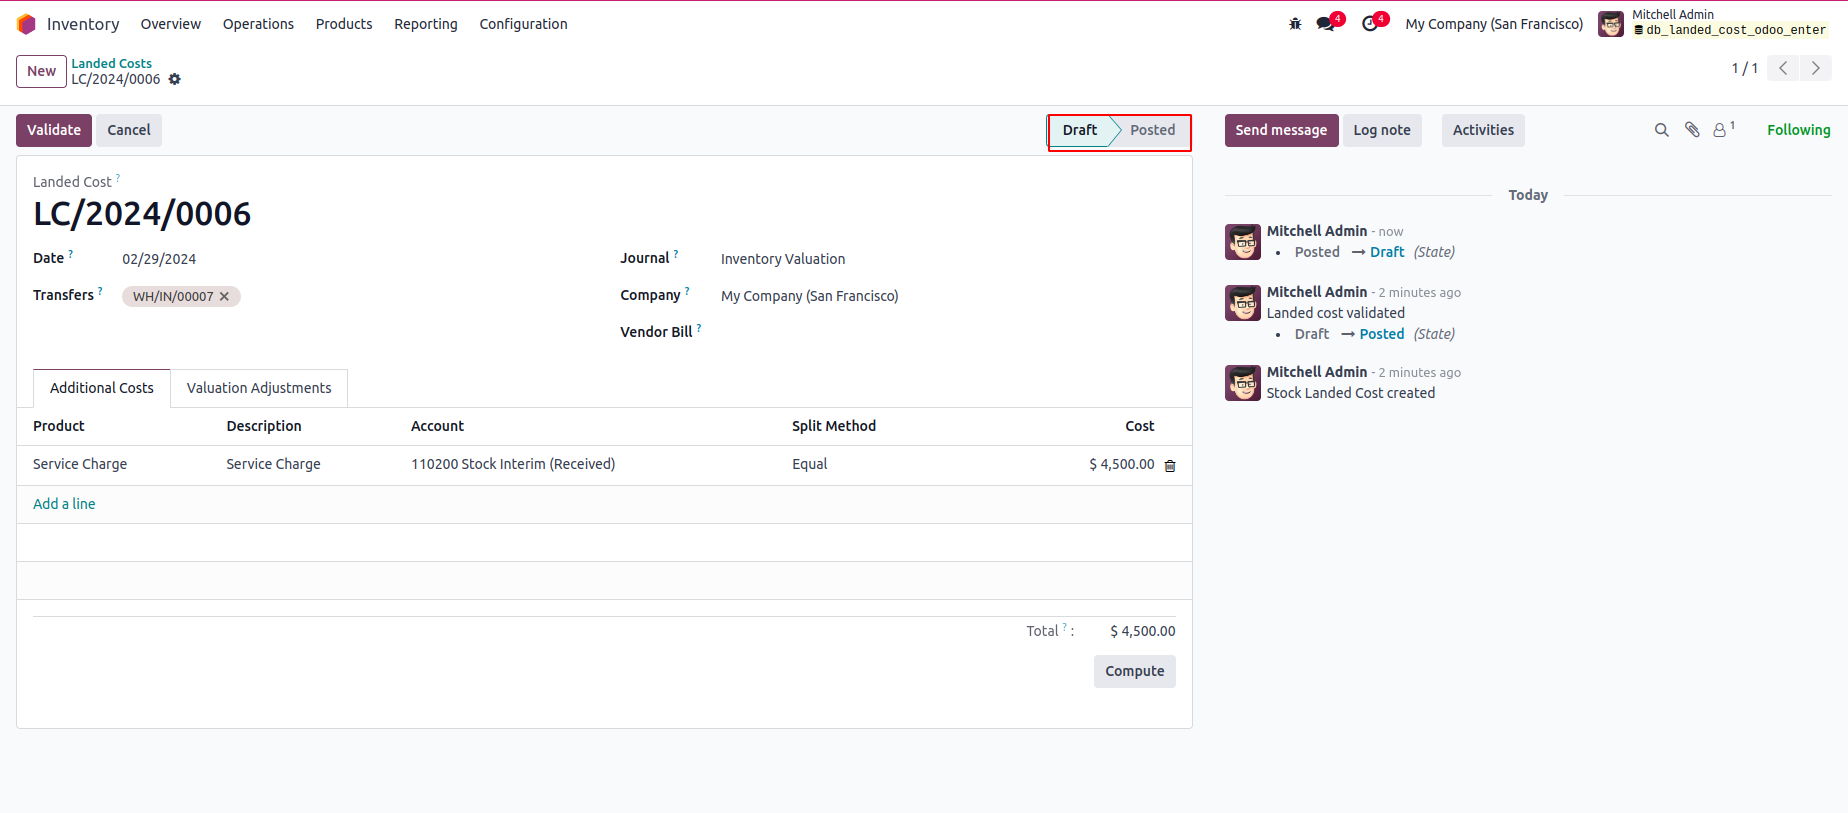 Inventory Overview Operations Products Reporting Configuration 4 4 My Company (San Francisco) Mitchell Admin
db_landed_cost_odoo_enter
New Landed Costs
LC/2024/0006
1 / 1
Validate Cancel Draft Posted Send message Log note Activities 1 Following
Landed Cost ?
LC/2024/0006
Date ? 02/29/2024
Transfers ? WH/IN/00007 ✕
Journal ? Inventory Valuation
Company ? My Company (San Francisco)
Vendor Bill ?
Additional Costs Valuation Adjustments
Product Description Account Split Method Cost
Service Charge Service Charge 110200 Stock Interim (Received) Equal $ 4,500.00
Add a line
Total ? : $ 4,500.00
Compute
Today
Mitchell Admin - now
• Posted → Draft (State)
Mitchell Admin - 2 minutes ago
Landed cost validated
• Draft → Posted (State)
Mitchell Admin - 2 minutes ago
Stock Landed Cost created